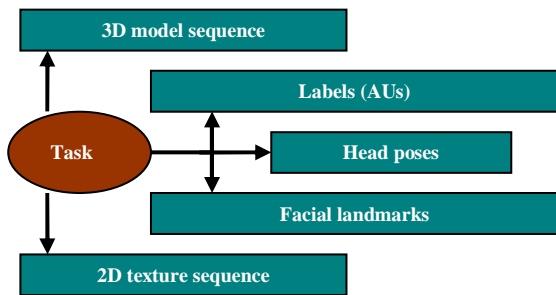 3D model sequence
Labels (AUs)
Task
Head poses
Facial landmarks
2D texture sequence